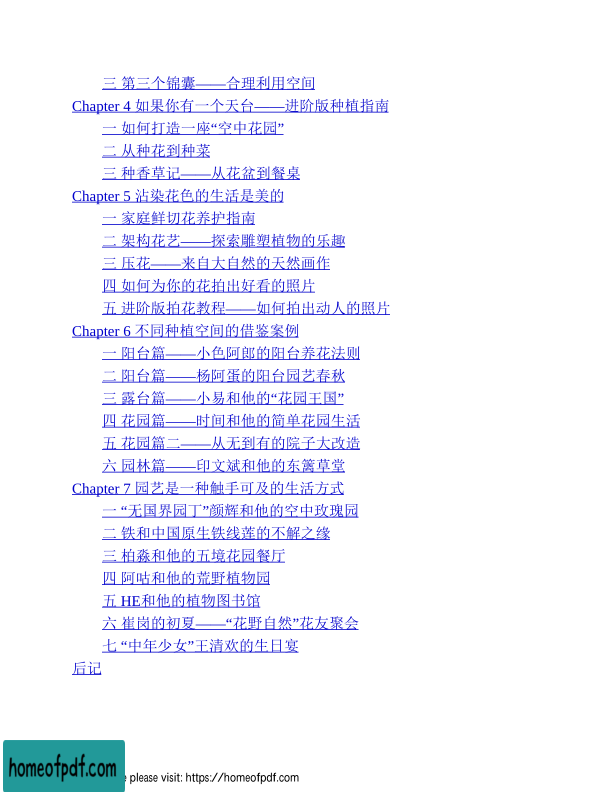 三 第三个锦囊——合理利用空间
Chapter 4 如果你有一个天台——进阶版种植指南
一 如何打造一座“空中花园”
二 从种花到种菜
三 种香草记——从花盆到餐桌
Chapter 5 沾染花色的生活是美的
一 家庭鲜切花养护指南
二 架构花艺——探索雕塑植物的乐趣
三 压花——来自大自然的天然画作
四 如何为你的花拍出好看的照片
五 进阶版拍花教程——如何拍出动人的照片
Chapter 6 不同种植空间的借鉴案例
一 阳台篇——小色阿郎的阳台养花法则
二 阳台篇——杨阿蛋的阳台园艺春秋
三 露台篇——小易和他的“花园王国”
四 花园篇——时间和他的简单花园生活
五 花园篇二——从无到有的院子大改造
六 园林篇——印文斌和他的东篱草堂
Chapter 7 园艺是一种触手可及的生活方式
一 “无国界园丁”颜辉和他的空中玫瑰园
二 铁和中国原生铁线莲的不解之缘
三 柏淼和他的五境花园餐厅
四 阿咕和他的荒野植物园
五 HE和他的植物图书馆
六 崔岗的初夏——“花野自然”花友聚会
七 “中年少女”王清欢的生日宴
后记
homeofpdf.com
e please visit: https://homeofpdf.com